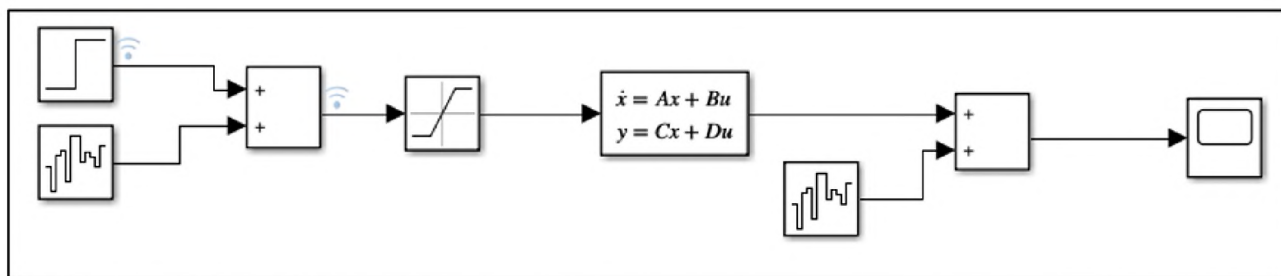 +
+
ẋ = Ax + Bu
y = Cx + Du
+
+